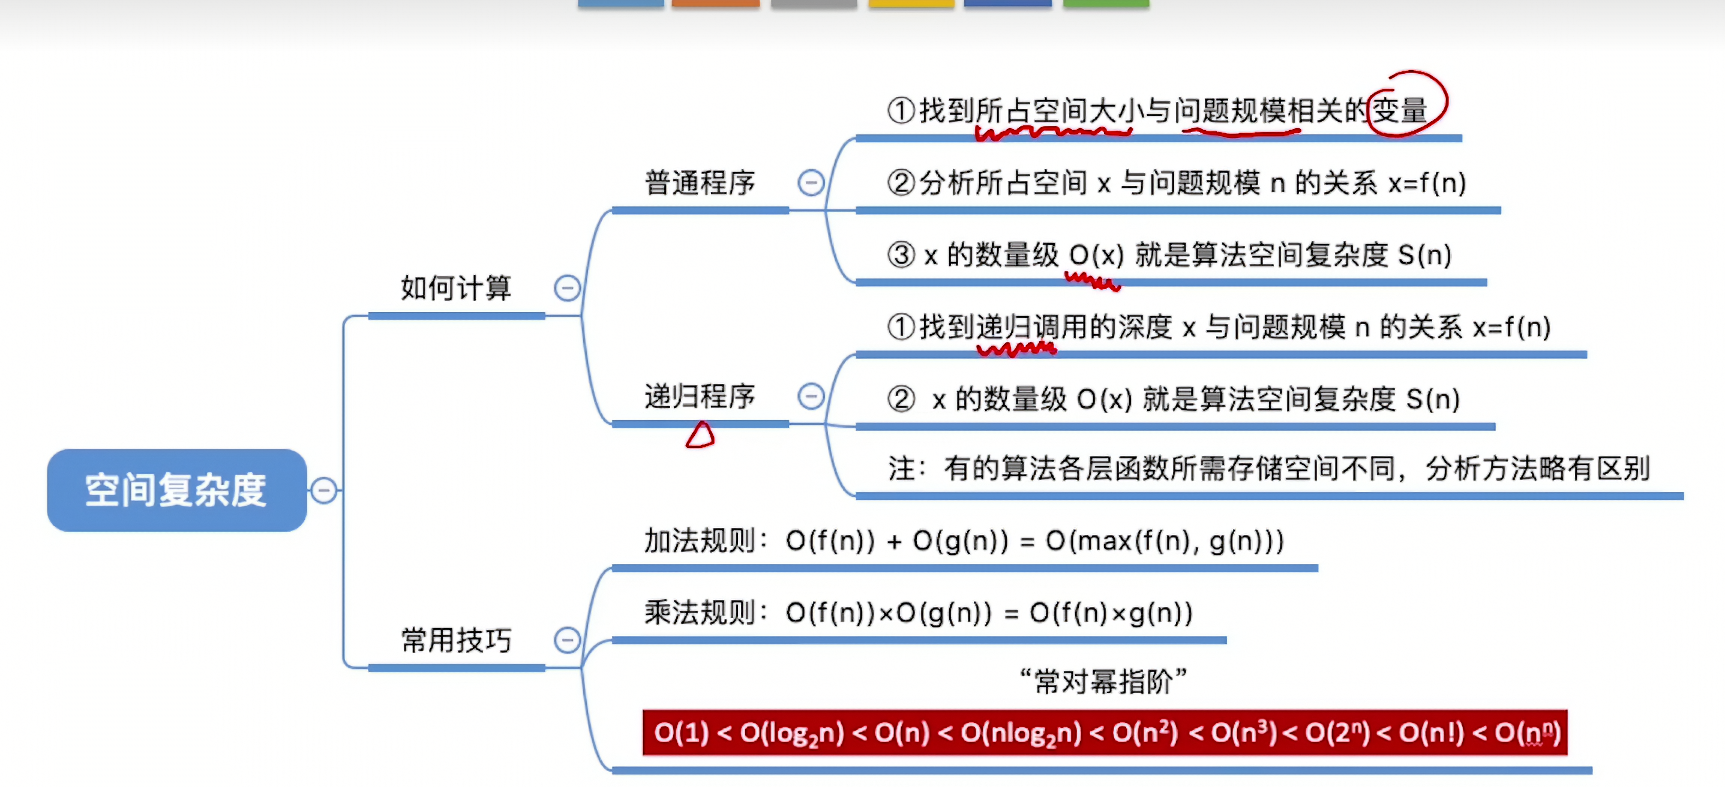 ①找到所占空间大小与问题规模相关的变量
普通程序
②分析所占空间 x 与问题规模 n 的关系 x=f(n)
③ x 的数量级 O(x) 就是算法空间复杂度 S(n)
如何计算
①找到递归调用的深度 x 与问题规模 n 的关系 x=f(n)
递归程序
② x 的数量级 O(x) 就是算法空间复杂度 S(n)
注：有的算法各层函数所需存储空间不同，分析方法略有区别
空间复杂度
加法规则：O(f(n)) + O(g(n)) = O(max(f(n), g(n)))
乘法规则：O(f(n))×O(g(n)) = O(f(n)×g(n))
常用技巧
“常对幂指阶”
O(1) < O(log₂n) < O(n) < O(nlog₂n) < O(n²) < O(n³) < O(2ⁿ) < O(n!) < O(nⁿ)